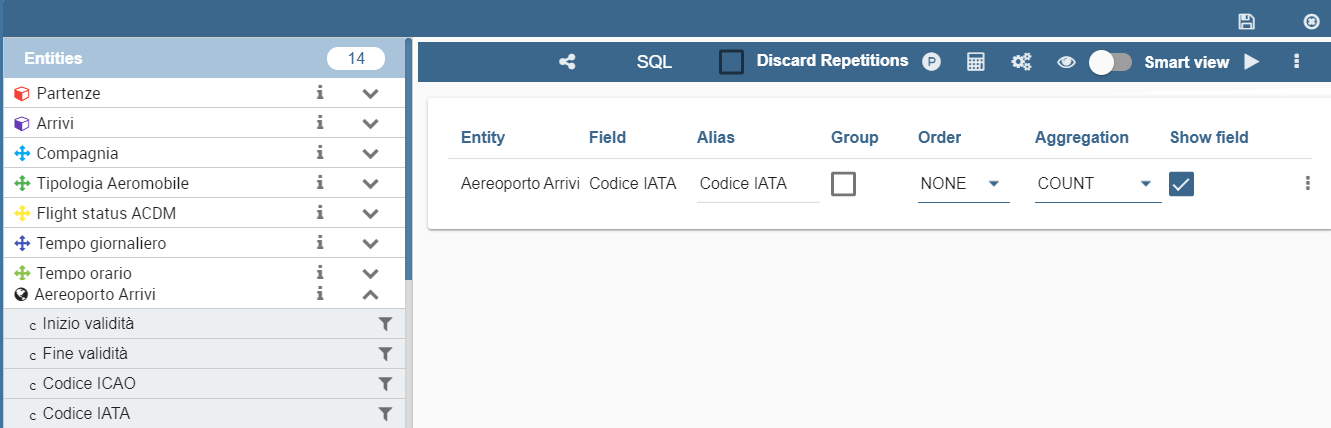 Entities 14
SQL Discard Repetitions P Smart view
Partenze
Arrivi
Compagnia
Tipologia Aeromobile
Flight status ACDM
Tempo giornaliero
Tempo orario
Aereoporto Arrivi
c Inizio validità
c Fine validità
c Codice ICAO
c Codice IATA
Entity Field Alias Group Order Aggregation Show field
Aereoporto Arrivi Codice IATA Codice IATA NONE COUNT